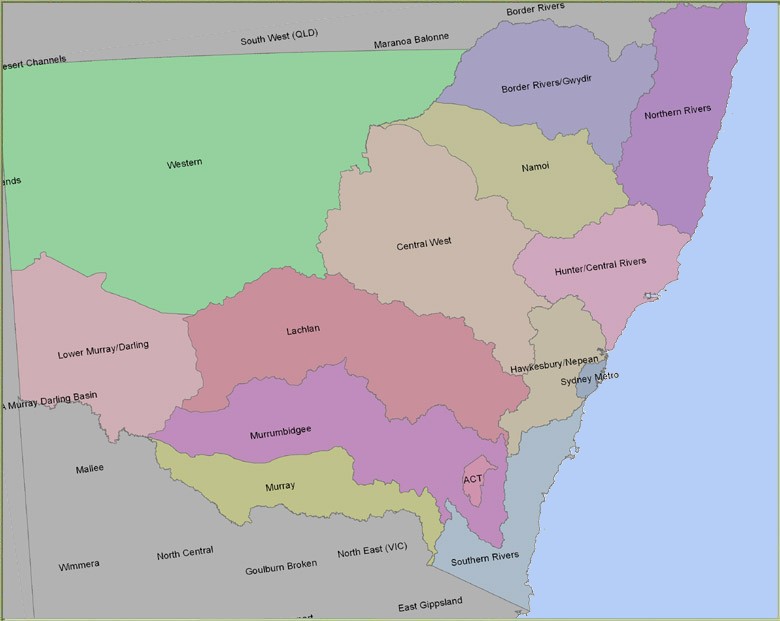 Border Rivers
South West (QLD)
Maranoa Balonne
esert Channels
Border Rivers/Gwydir
Northern Rivers
Western
Namoi
ands
Central West
Hunter/Central Rivers
Lachlan
Lower Murray/Darling
Hawkesbury/Nepean
Sydney Metro
A Murray Darling Basin
Murrumbidgee
Mallee
ACT
Murray
North Central
North East (VIC)
Southern Rivers
Wimmera
Goulburn Broken
East Gippsland